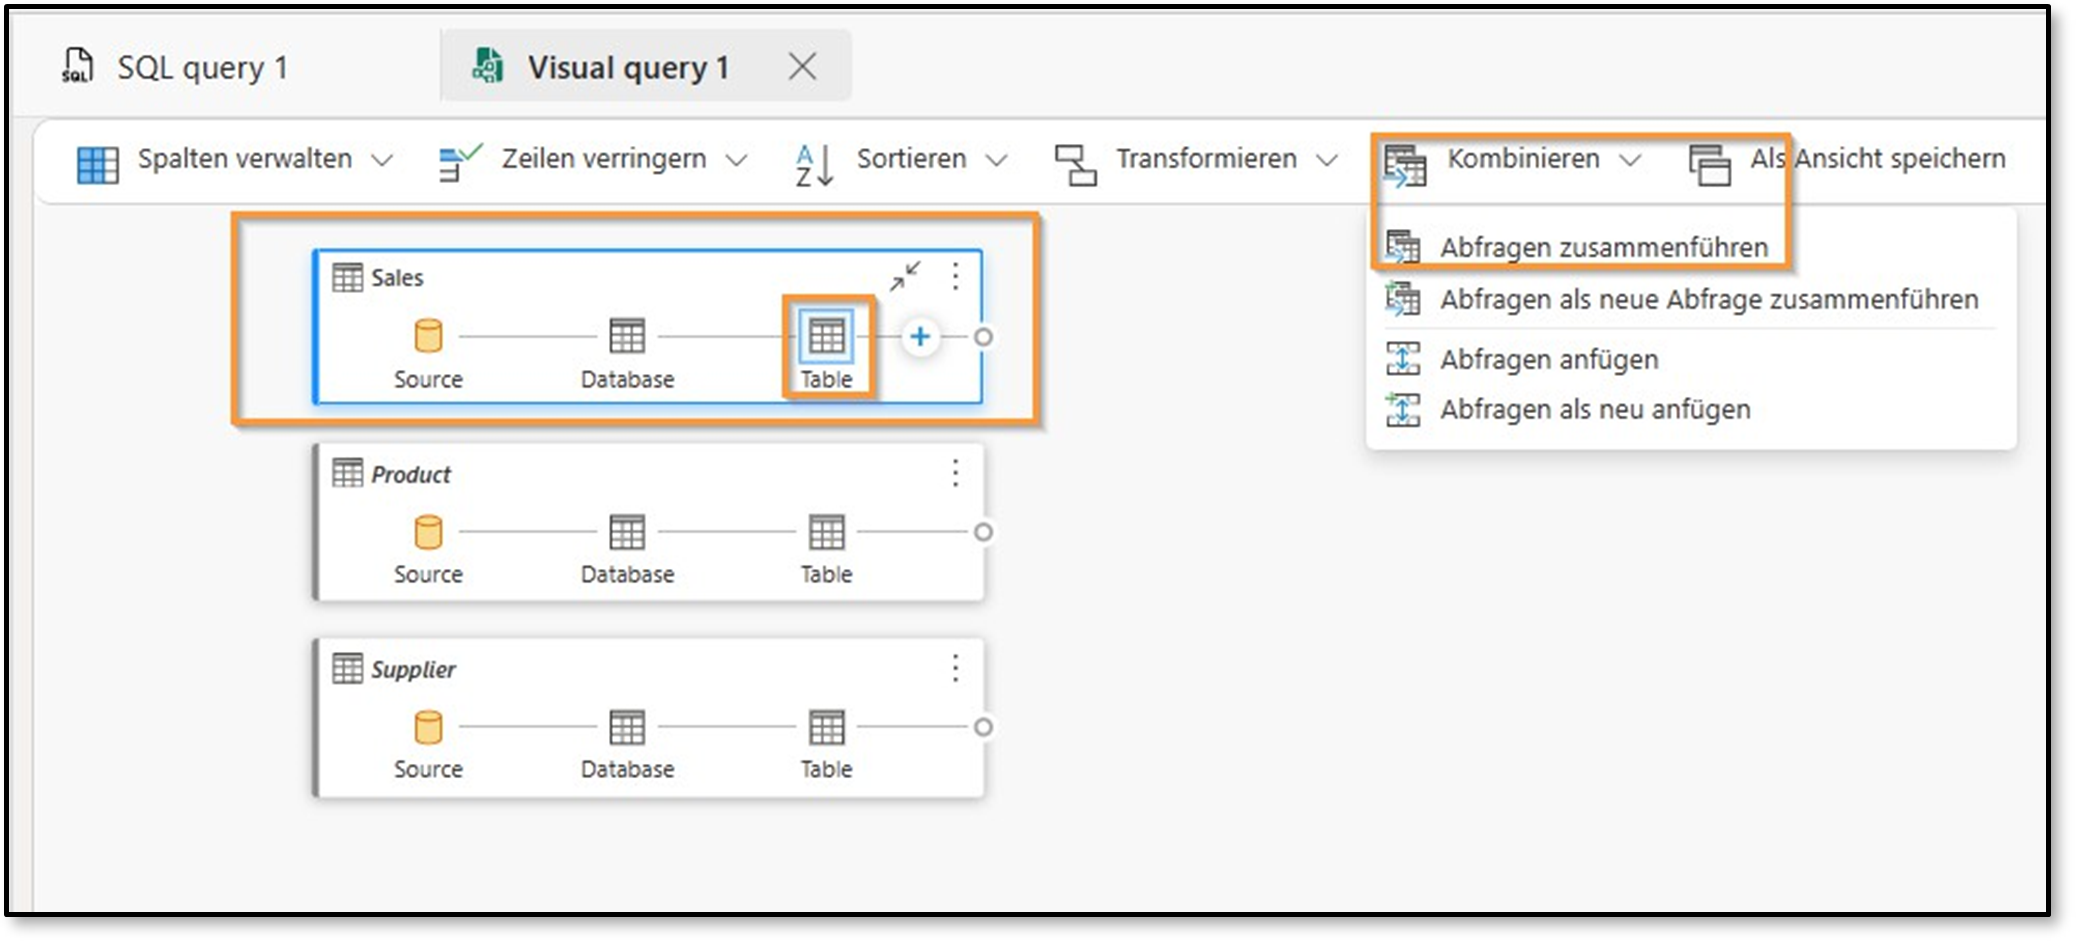 SQL query 1
Visual query 1
Spalten verwalten
Zeilen verringern
A
Z
Sortieren
Transformieren
Kombinieren
Als Ansicht speichern
Abfragen zusammenführen
Abfragen als neue Abfrage zusammenführen
Abfragen anfügen
Abfragen als neu anfügen
Sales
Source Database Table
Product
Source Database Table
Supplier
Source Database Table